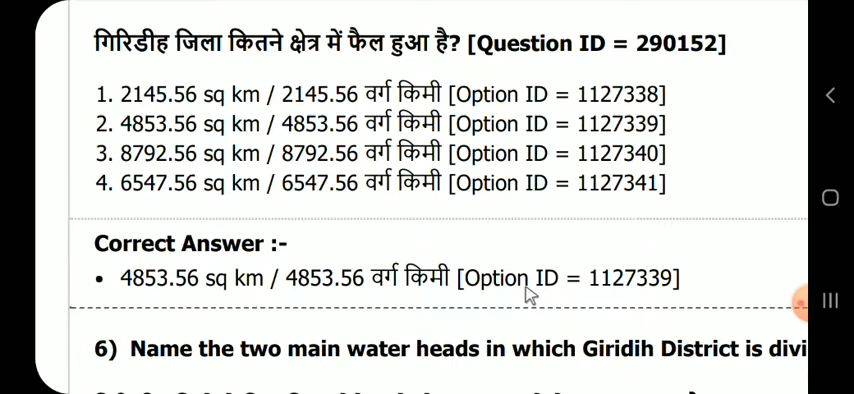 गिरिडीह जिला कितने क्षेत्र में फैल हुआ है? [Question ID = 290152]
1. 2145.56 sq km / 2145.56 वर्ग किमी [Option ID = 1127338]
2. 4853.56 sq km / 4853.56 वर्ग किमी [Option ID = 1127339]
3. 8792.56 sq km / 8792.56 वर्ग किमी [Option ID = 1127340]
4. 6547.56 sq km / 6547.56 वर्ग किमी [Option ID = 1127341]
Correct Answer :-
• 4853.56 sq km / 4853.56 वर्ग किमी [Option ID = 1127339]
6) Name the two main water heads in which Giridih District is divi